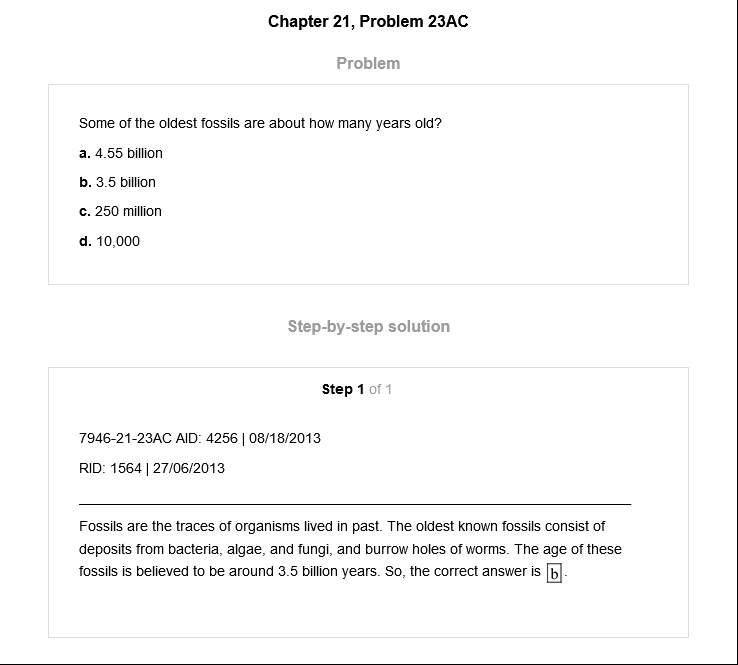 Chapter 21, Problem 23AC
Problem
Some of the oldest fossils are about how many years old?
a. 4.55 billion
b. 3.5 billion
c. 250 million
d. 10,000
Step-by-step solution
Step 1 of 1
7946-21-23AC AID: 4256 | 08/18/2013
RID: 1564 | 27/06/2013
Fossils are the traces of organisms lived in past. The oldest known fossils consist of
deposits from bacteria, algae, and fungi, and burrow holes of worms. The age of these
fossils is believed to be around 3.5 billion years. So, the correct answer is b.